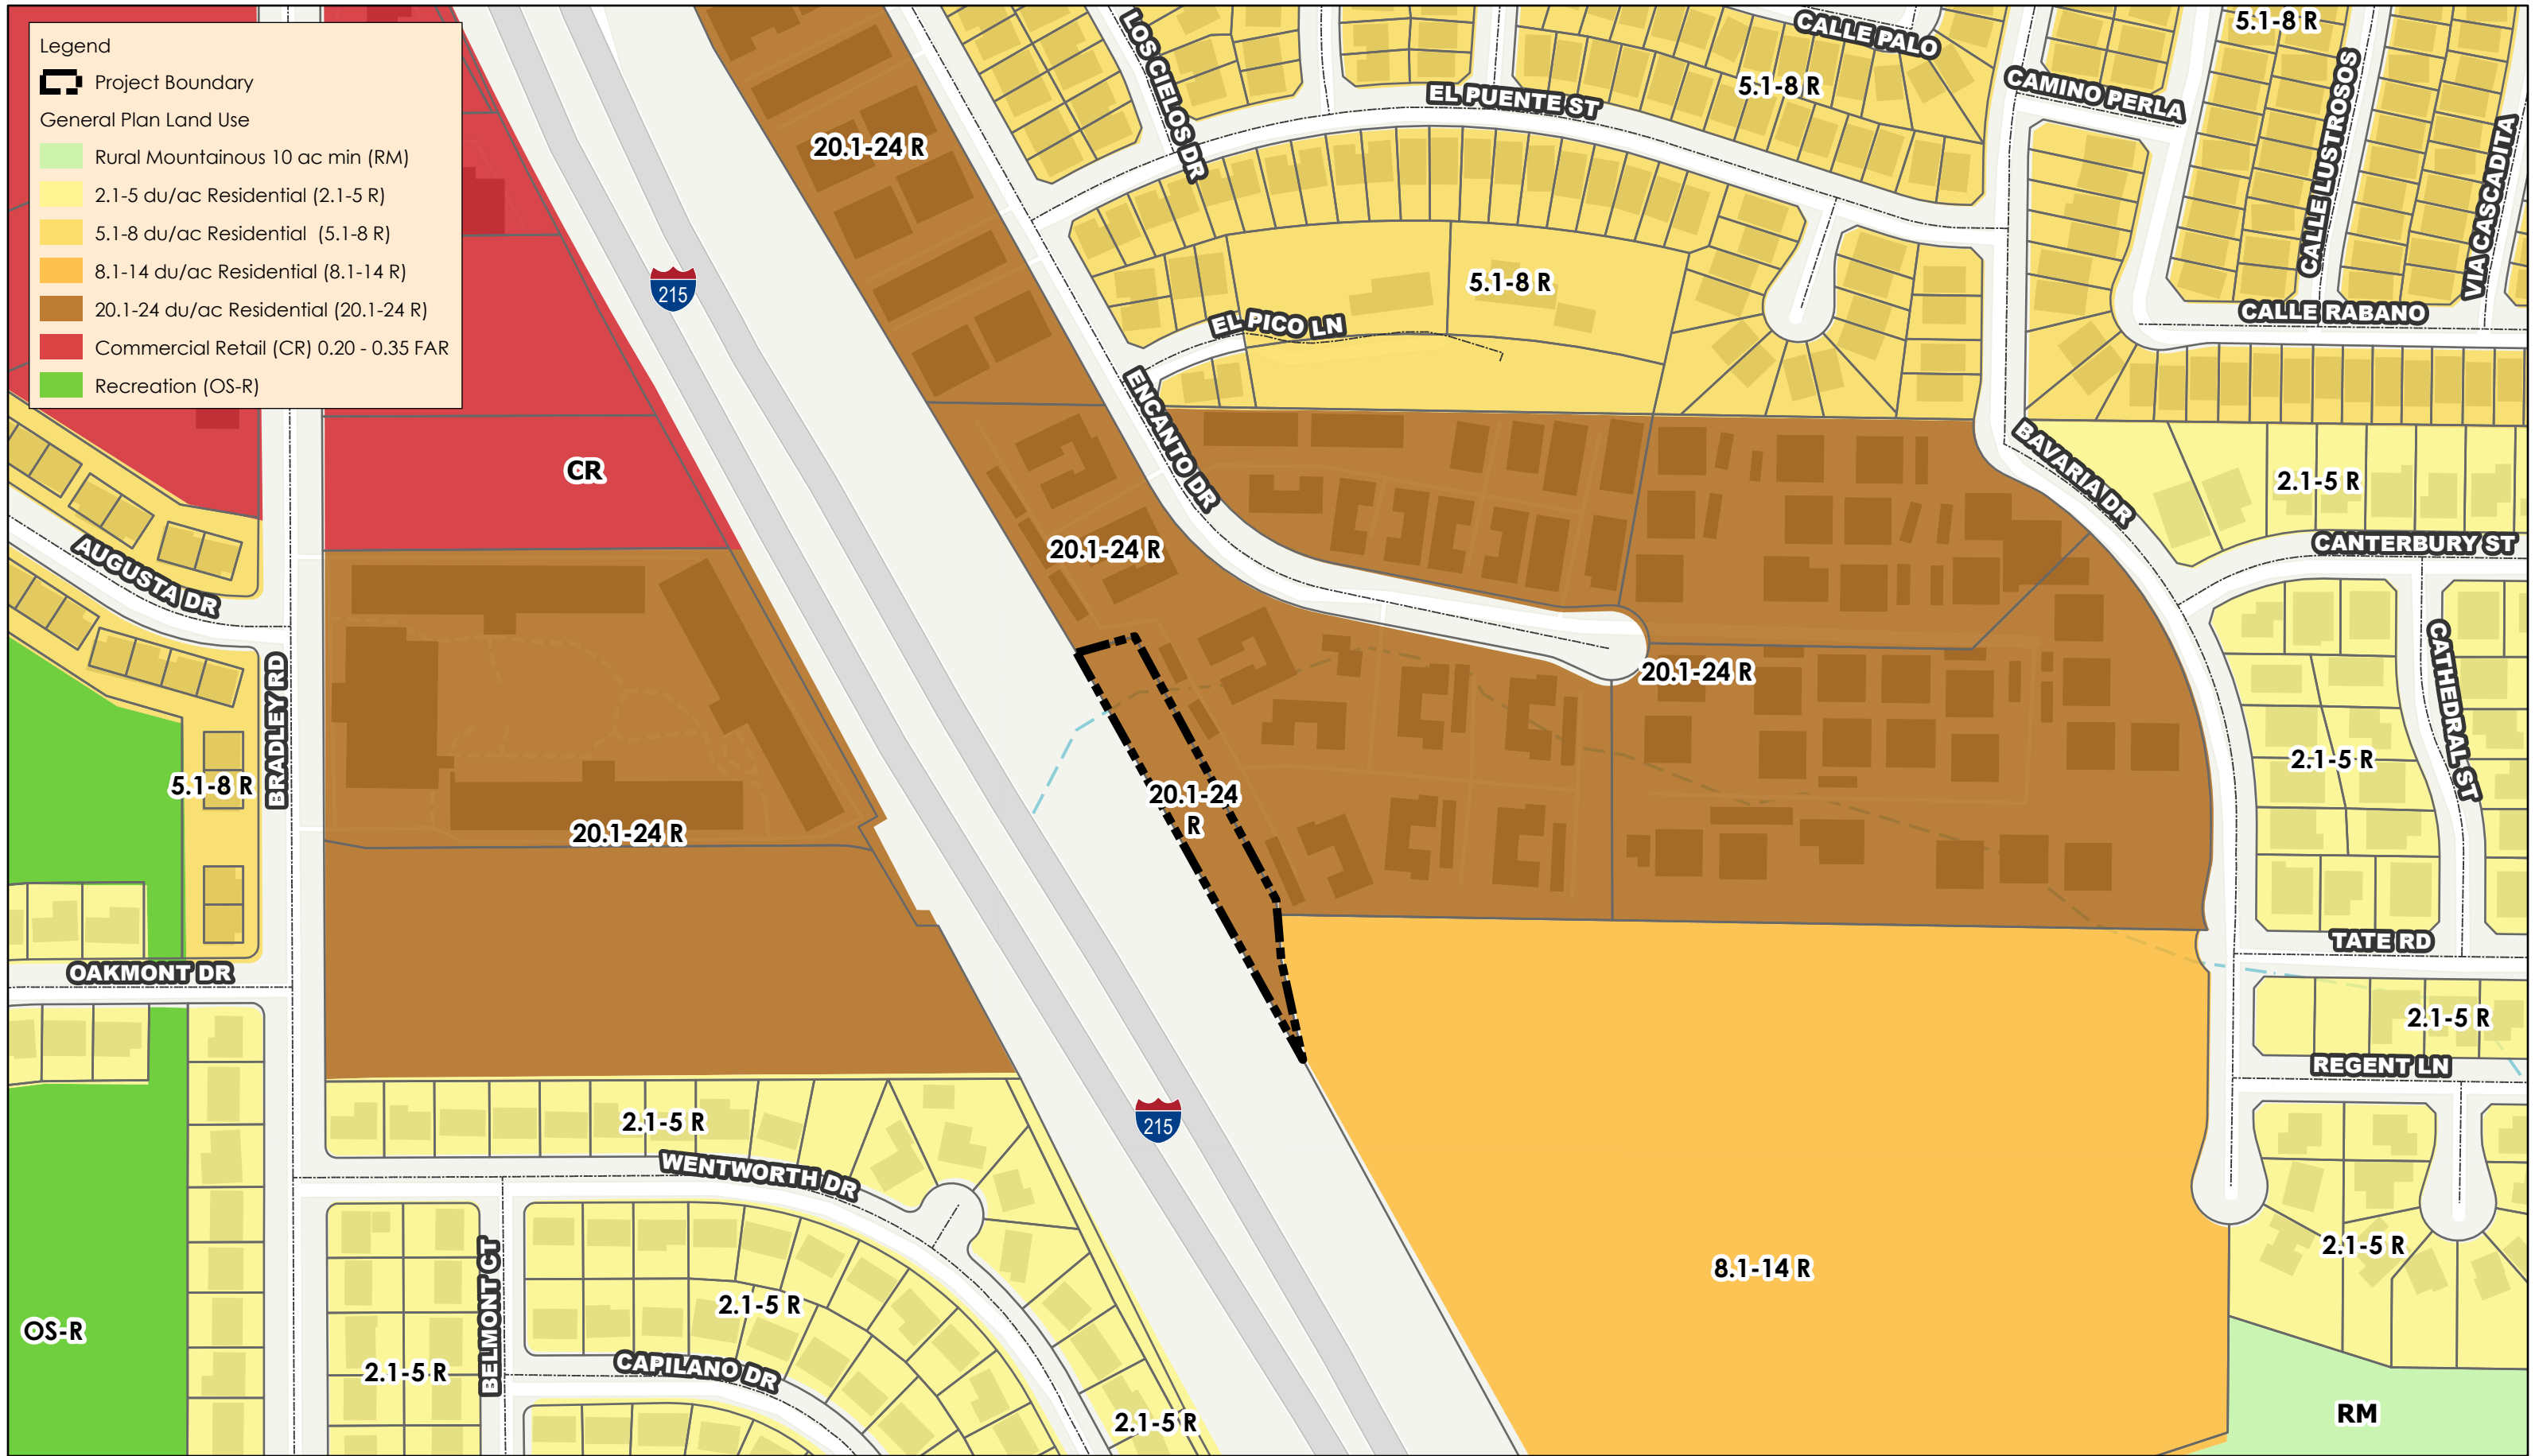 Legend
Project Boundary
General Plan Land Use
Rural Mountainous 10 ac min (RM)
2.1-5 du/ac Residential (2.1-5 R)
5.1-8 du/ac Residential (5.1-8 R)
8.1-14 du/ac Residential (8.1-14 R)
20.1-24 du/ac Residential (20.1-24 R)
Commercial Retail (CR) 0.20 - 0.35 FAR
Recreation (OS-R)
LOS CIELOS DR
CALLE PALO
5.1-8 R
5.1-8 R
CAMINO PERLA
EL PUENTE ST
CALLE LUSTROSOS
VIA CASCADITA
20.1-24 R
215
5.1-8 R
EL PICO LN
CALLE RABANO
ENCANTO DR
CR
BAVARIA DR
2.1-5 R
CANTERBURY ST
20.1-24 R
AUGUSTA DR
BRADLEY RD
20.1-24 R
CATHEDRAL ST
2.1-5 R
5.1-8 R
20.1-24
R
20.1-24 R
TATE RD
OAKMONT DR
2.1-5 R
REGENT LN
2.1-5 R
215
WENTWORTH DR
2.1-5 R
8.1-14 R
BELMONT CT
2.1-5 R
OS-R
2.1-5 R
CAPILANO DR
2.1-5 R
RM